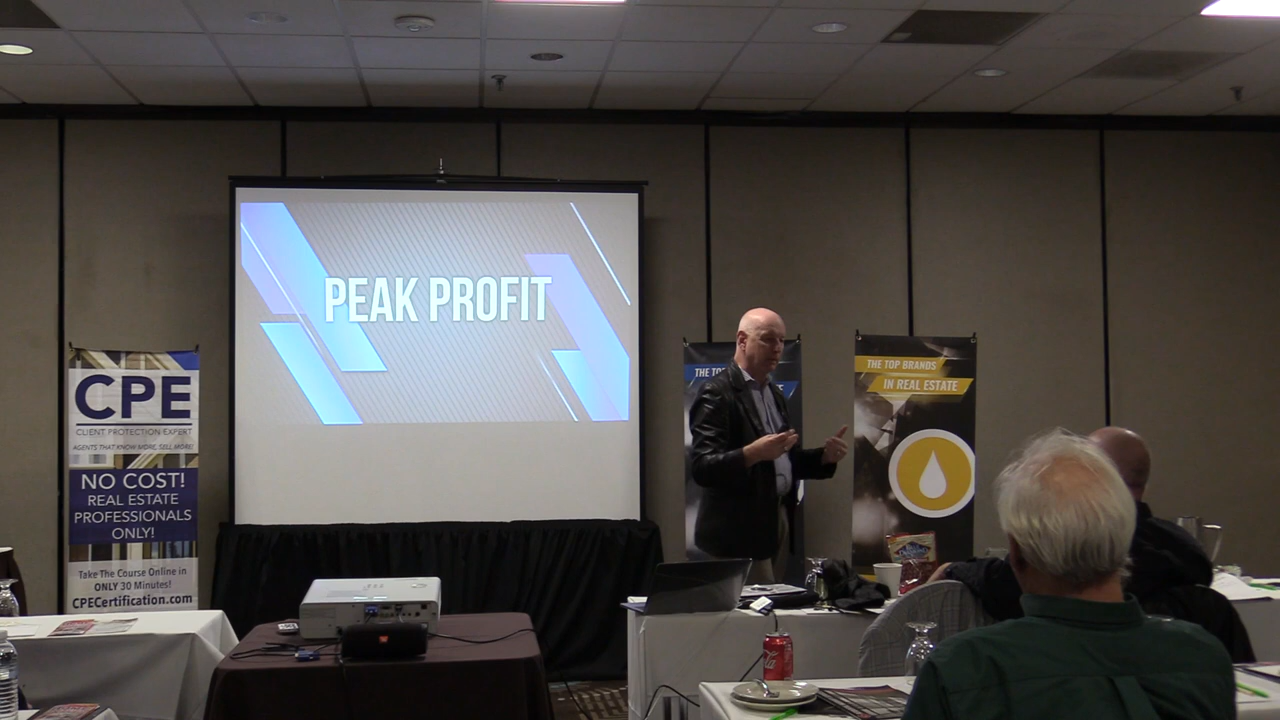 PEAK PROFIT
CPE
CLIENT PROTECTION EXPERT
AGENTS THAT KNOW MORE, SELL MORE!
NO COST!
REAL ESTATE
PROFESSIONALS
ONLY!
Take The Course Online in
ONLY 30 Minutes!
CPECertification.com
THE TOP BRANDS
IN REAL ESTATE
JBL